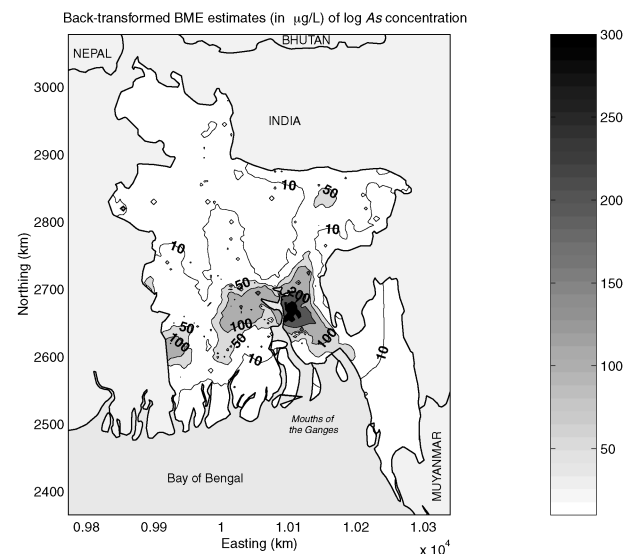 Back-transformed BME estimates (in μg/L) of log As concentration
NEPAL
BHUTAN
INDIA
10
50
10
10
50
200
100
50
100
50
10
100
10
Mouths of
the Ganges
Bay of Bengal
MUYANMAR
Northing (km)
3000
2900
2800
2700
2600
2500
2400
0.98 0.99 1 1.01 1.02 1.03
Easting (km)
x 10⁴
300
250
200
150
100
50